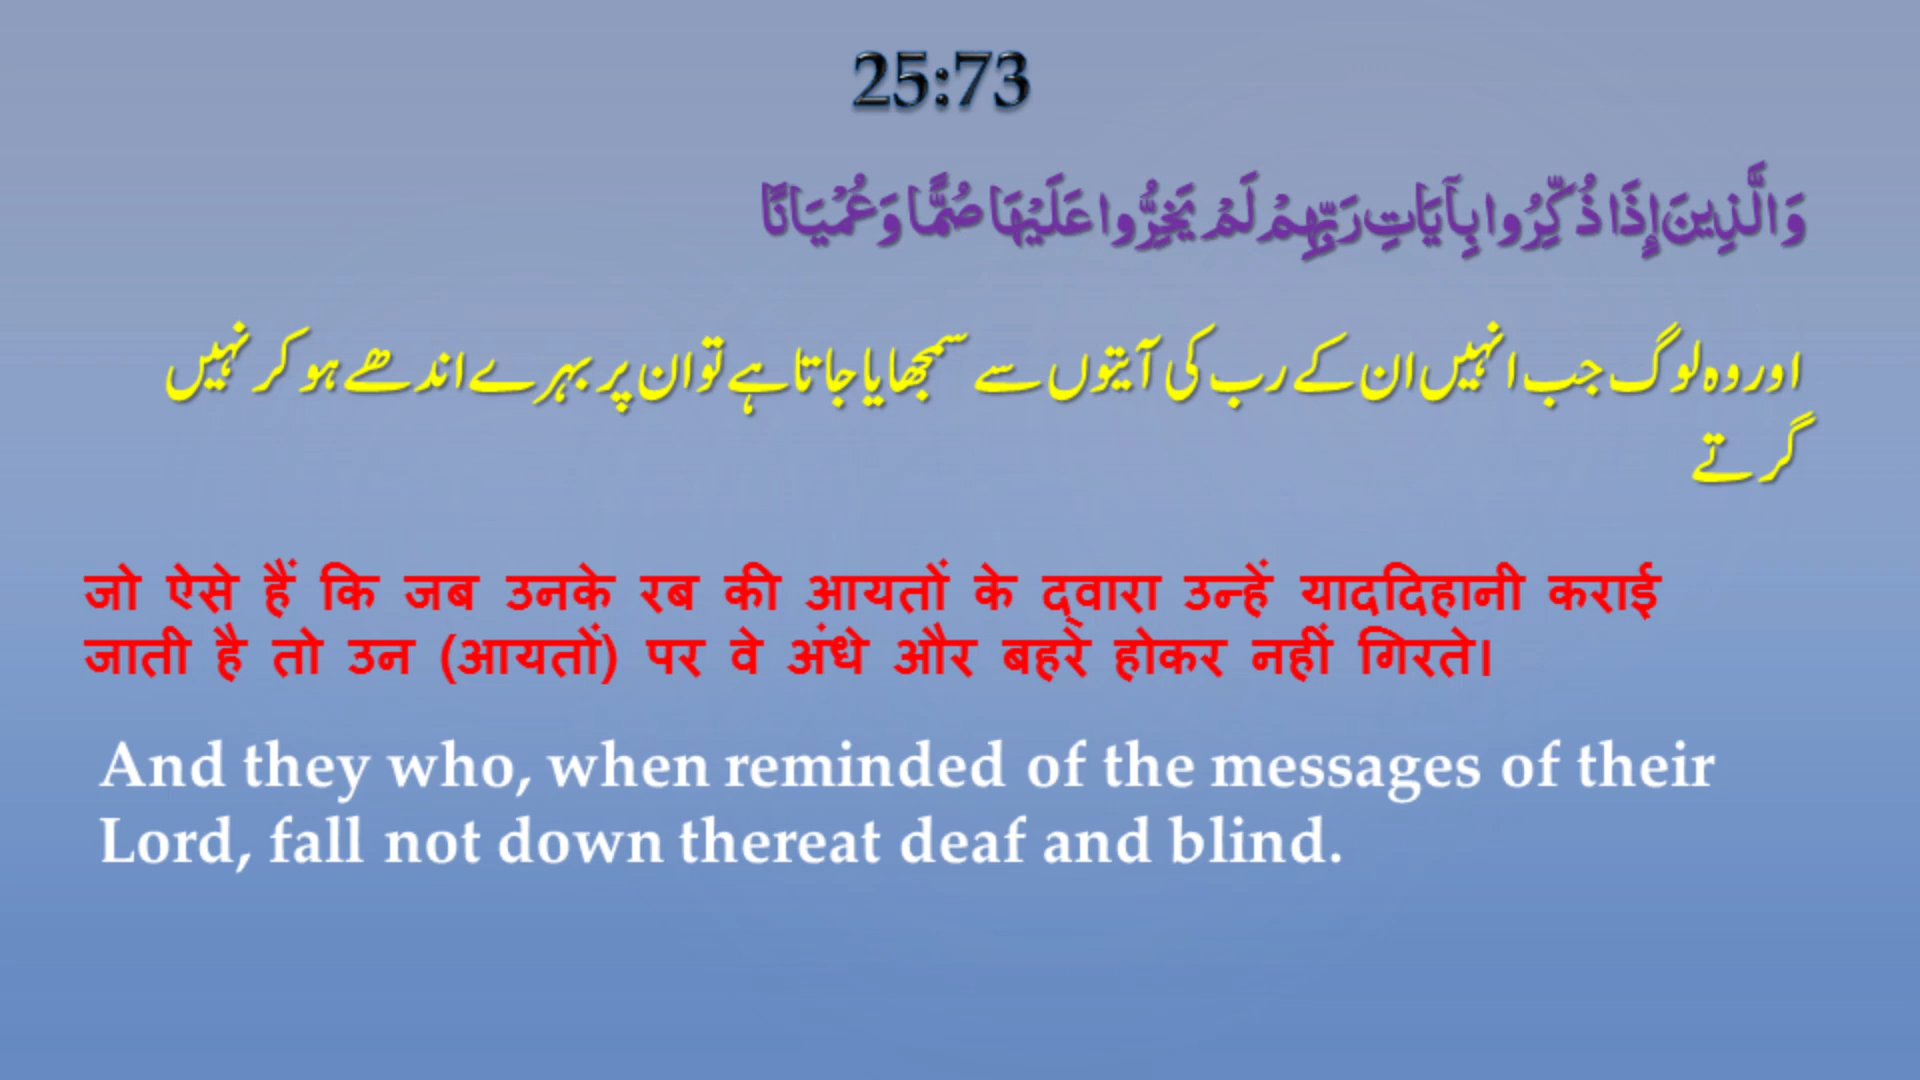 25:73
وَالَّذِينَ إِذَا ذُكِّرُوا بِآيَاتِ رَبِّهِمْ لَمْ يَخِرُّوا عَلَيْهَا صُمًّا وَعُمْيَانًا
اور وہ لوگ جب انہیں ان کے رب کی آیتوں سے سمجھایا جاتا ہے تو ان پر بہرے اندھے ہو کر نہیں
گرتے
जो ऐसे हैं कि जब उनके रब की आयतों के द्वारा उन्हें याददिहानी कराई
जाती है तो उन (आयतों) पर वे अंधे और बहरे होकर नहीं गिरते।
And they who, when reminded of the messages of their
Lord, fall not down thereat deaf and blind.